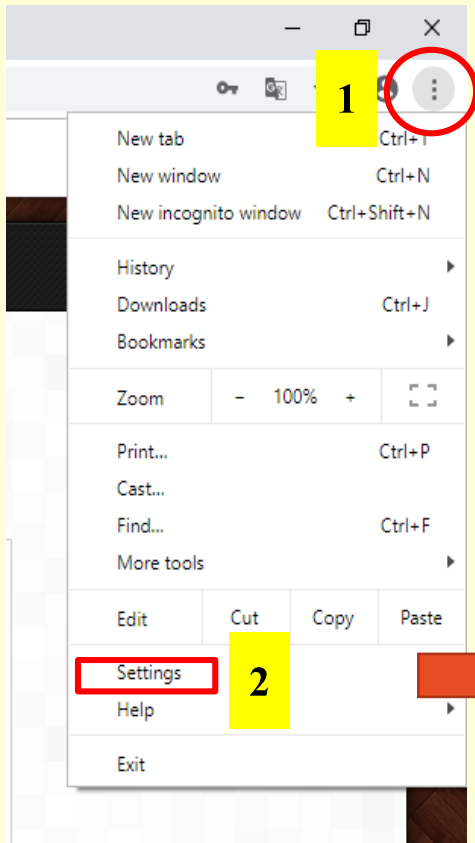 1
New tab Ctrl+T
New window Ctrl+N
New incognito window Ctrl+Shift+N
History
Downloads Ctrl+J
Bookmarks
Zoom - 100% +
Print... Ctrl+P
Cast...
Find... Ctrl+F
More tools
Edit Cut Copy Paste
Settings 2
Help
Exit